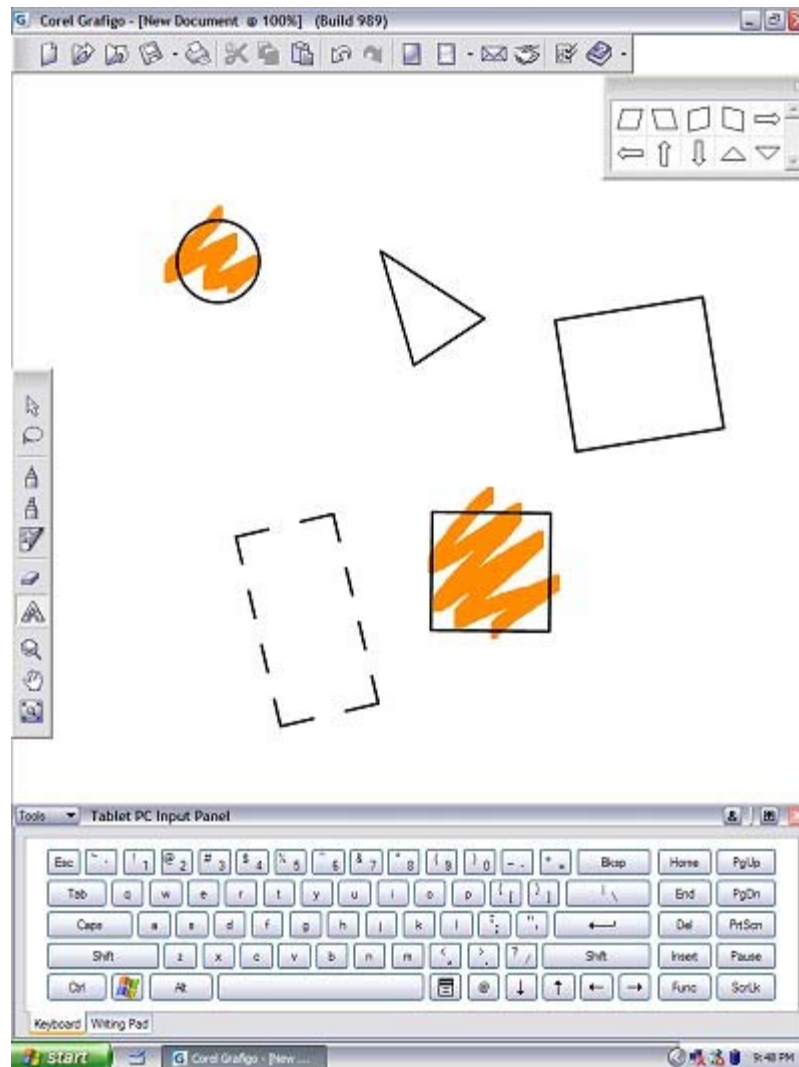 Corel Grafigo - [New Document @ 100%] (Build 989)
Tools Tablet PC Input Panel
Esc ~ ` ! 1 @ 2 # 3 $ 4 % 5 ^ 6 & 7 * 8 ( 9 ) 0 - Bksp Home PgUp
Tab q w e r t y u i o p { [ } ] | \ End PgDn
Caps a s d f g h j k l : ; " ' Del PrtScn
Shift z x c v b n m < , > . ? / Shift Insert Pause
Ctrl Alt @ ↓ ↑ ← → Func ScrLk
Keyboard Writing Pad
start G Corel Grafigo - [New .... 9:48 PM